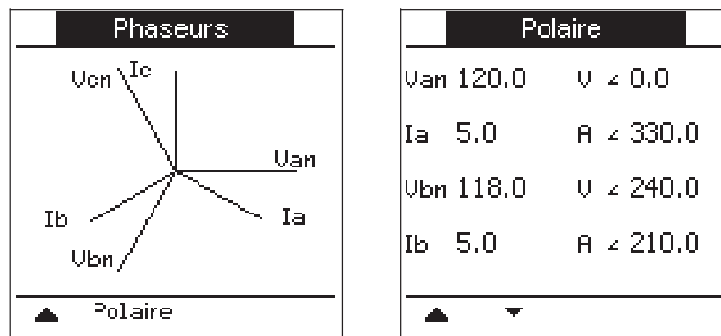 Phaseurs
Vcn Ic
Van
Ib
Ia
Vbn
Polaire
Polaire
Van 120.0 V ∠ 0.0
Ia 5.0 A ∠ 330.0
Vbn 118.0 V ∠ 240.0
Ib 5.0 A ∠ 210.0